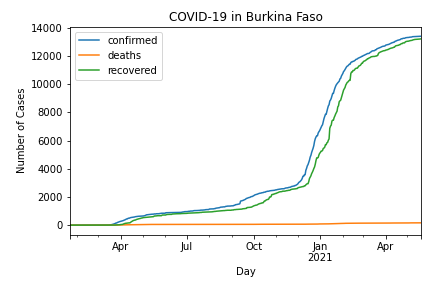 COVID-19 in Burkina Faso
confirmed
deaths
recovered
14000
12000
10000
8000
6000
4000
2000
0
Number of Cases
Apr Jul Oct Jan Apr
2021
Day